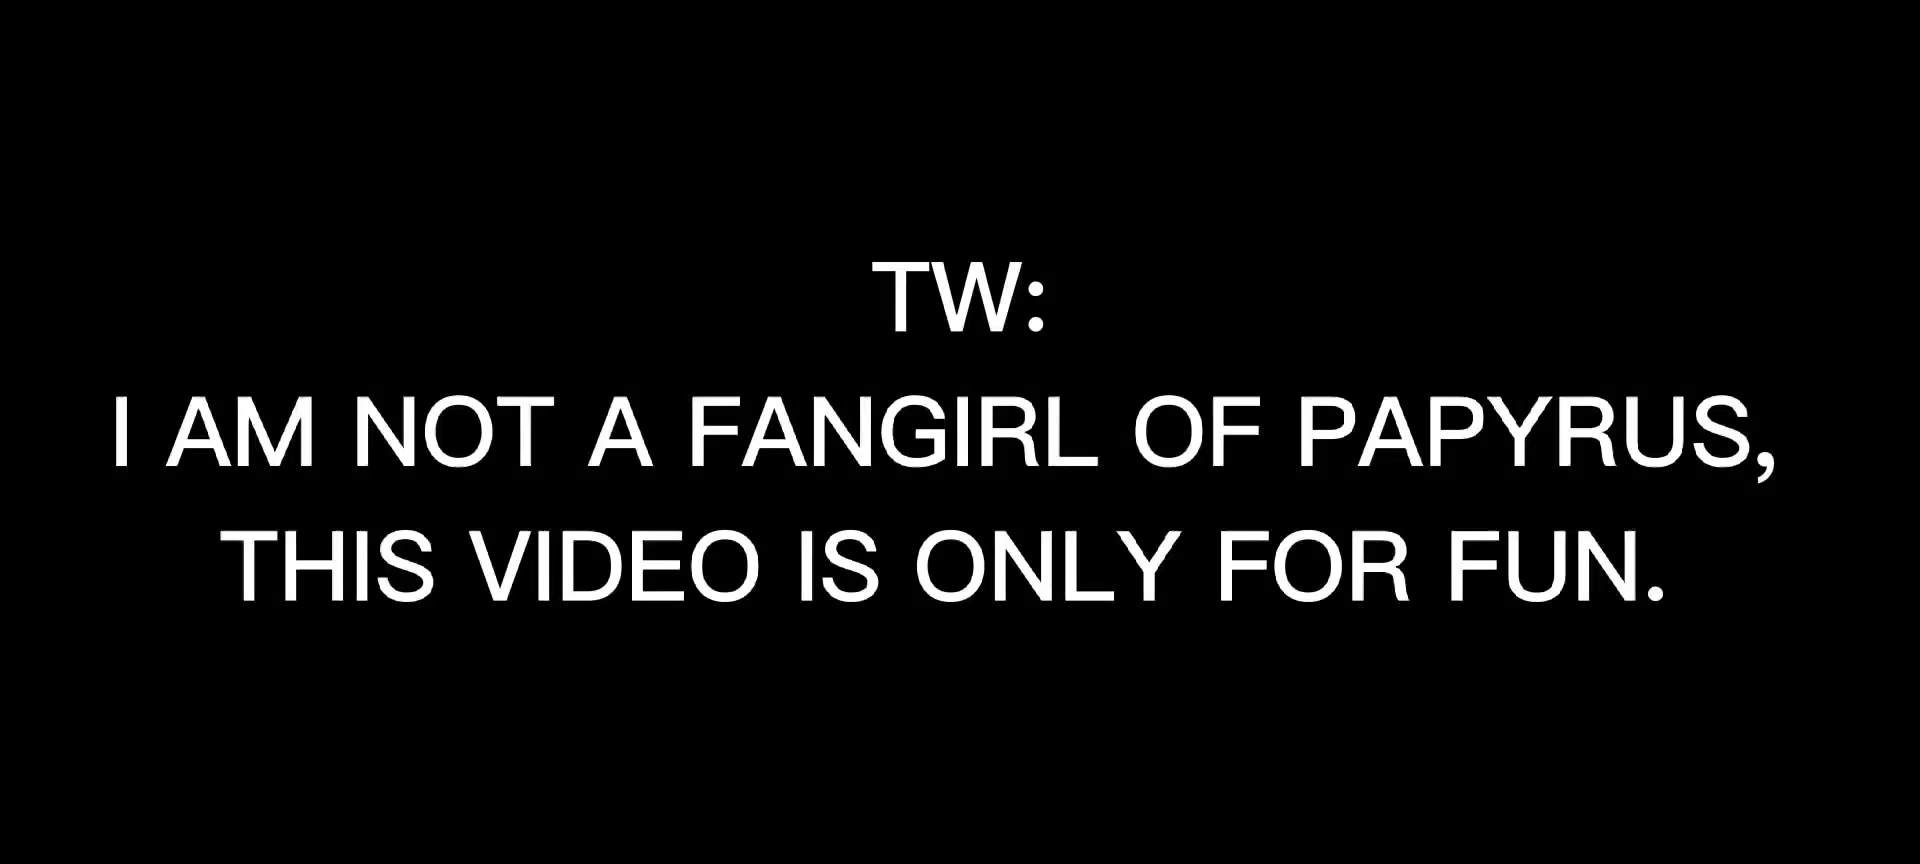 TW:
I AM NOT A FANGIRL OF PAPYRUS,
THIS VIDEO IS ONLY FOR FUN.